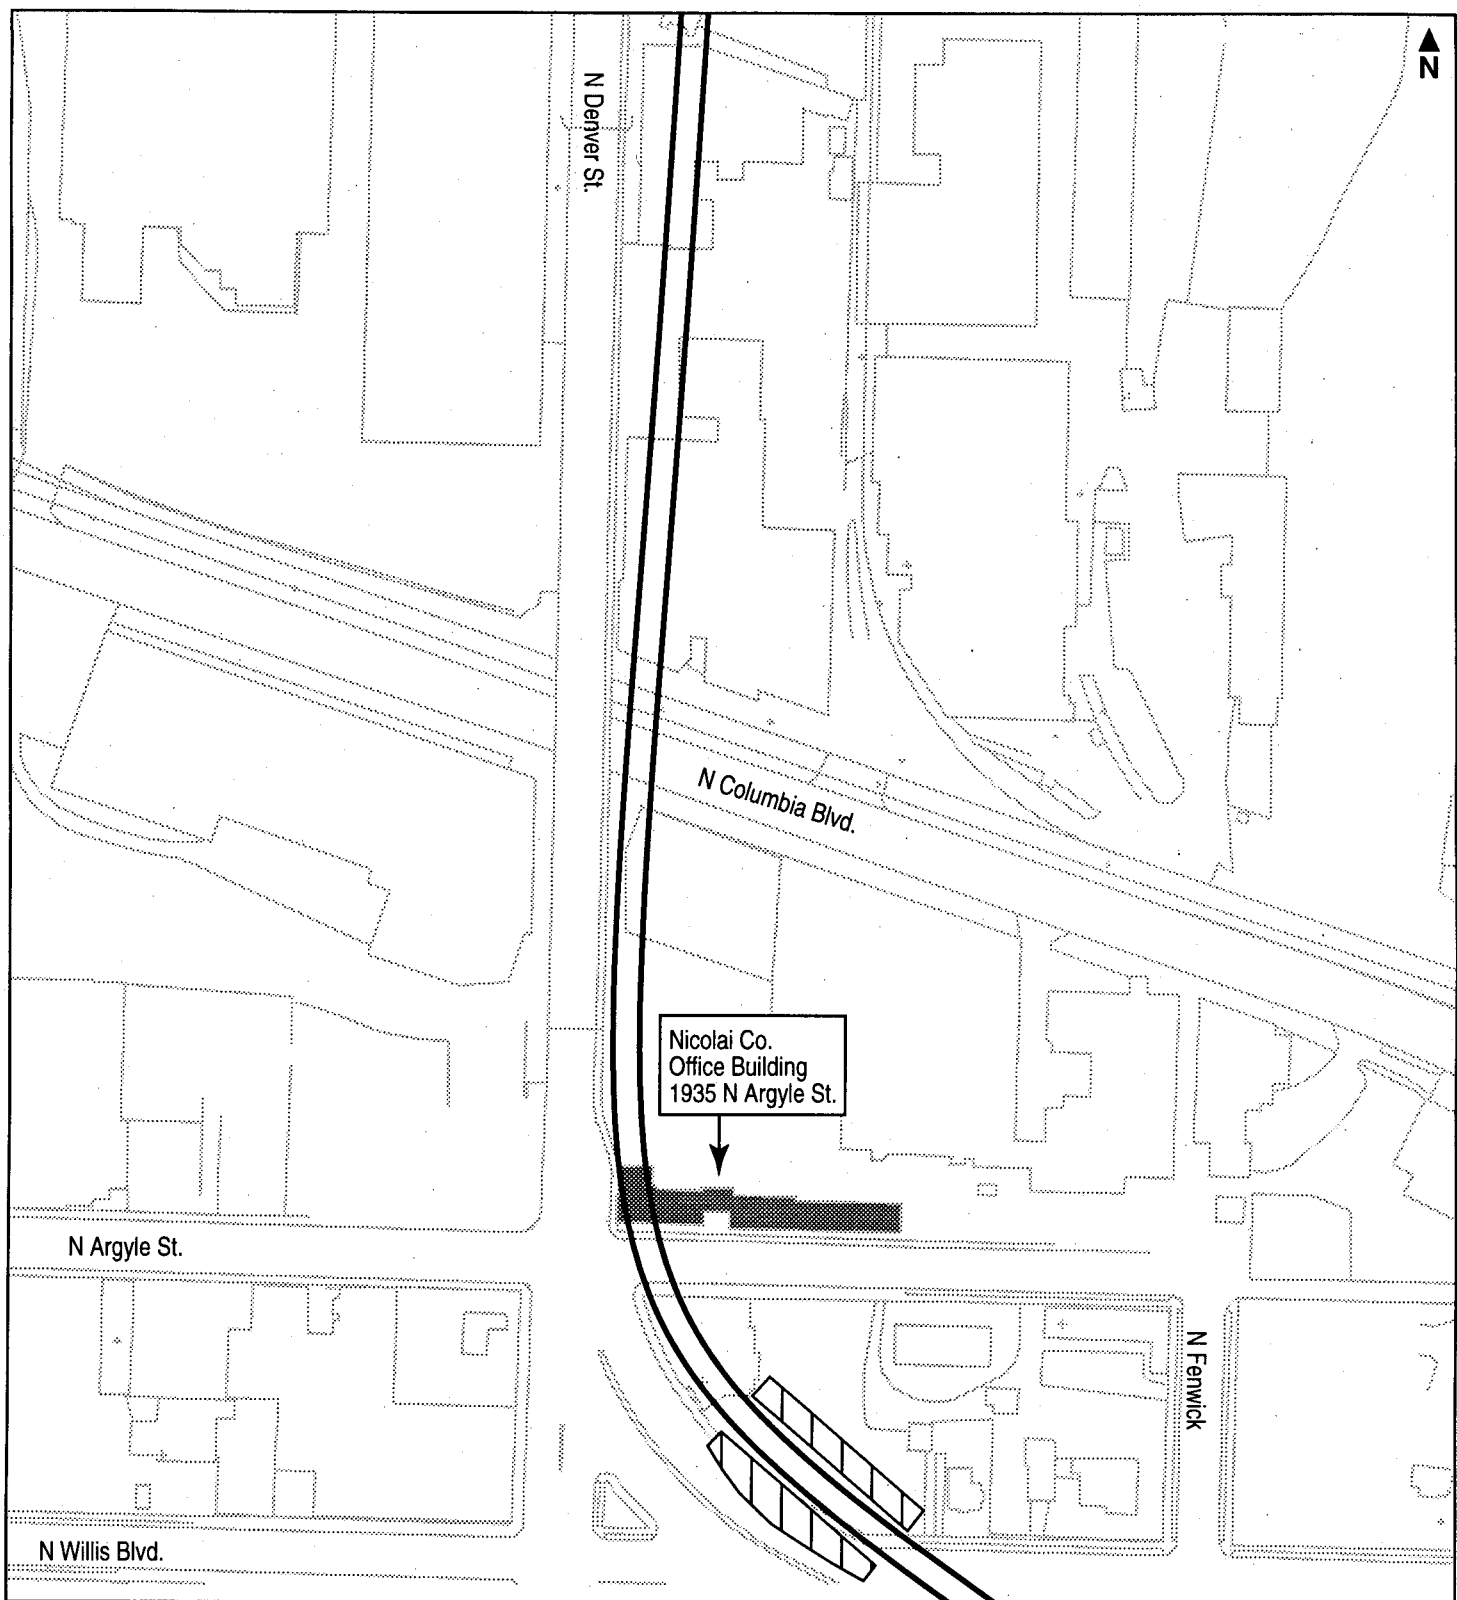 N
N Denver St.
N Columbia Blvd.
Nicolai Co.
Office Building
1935 N Argyle St.
N Argyle St.
N Fenwick
N Willis Blvd.